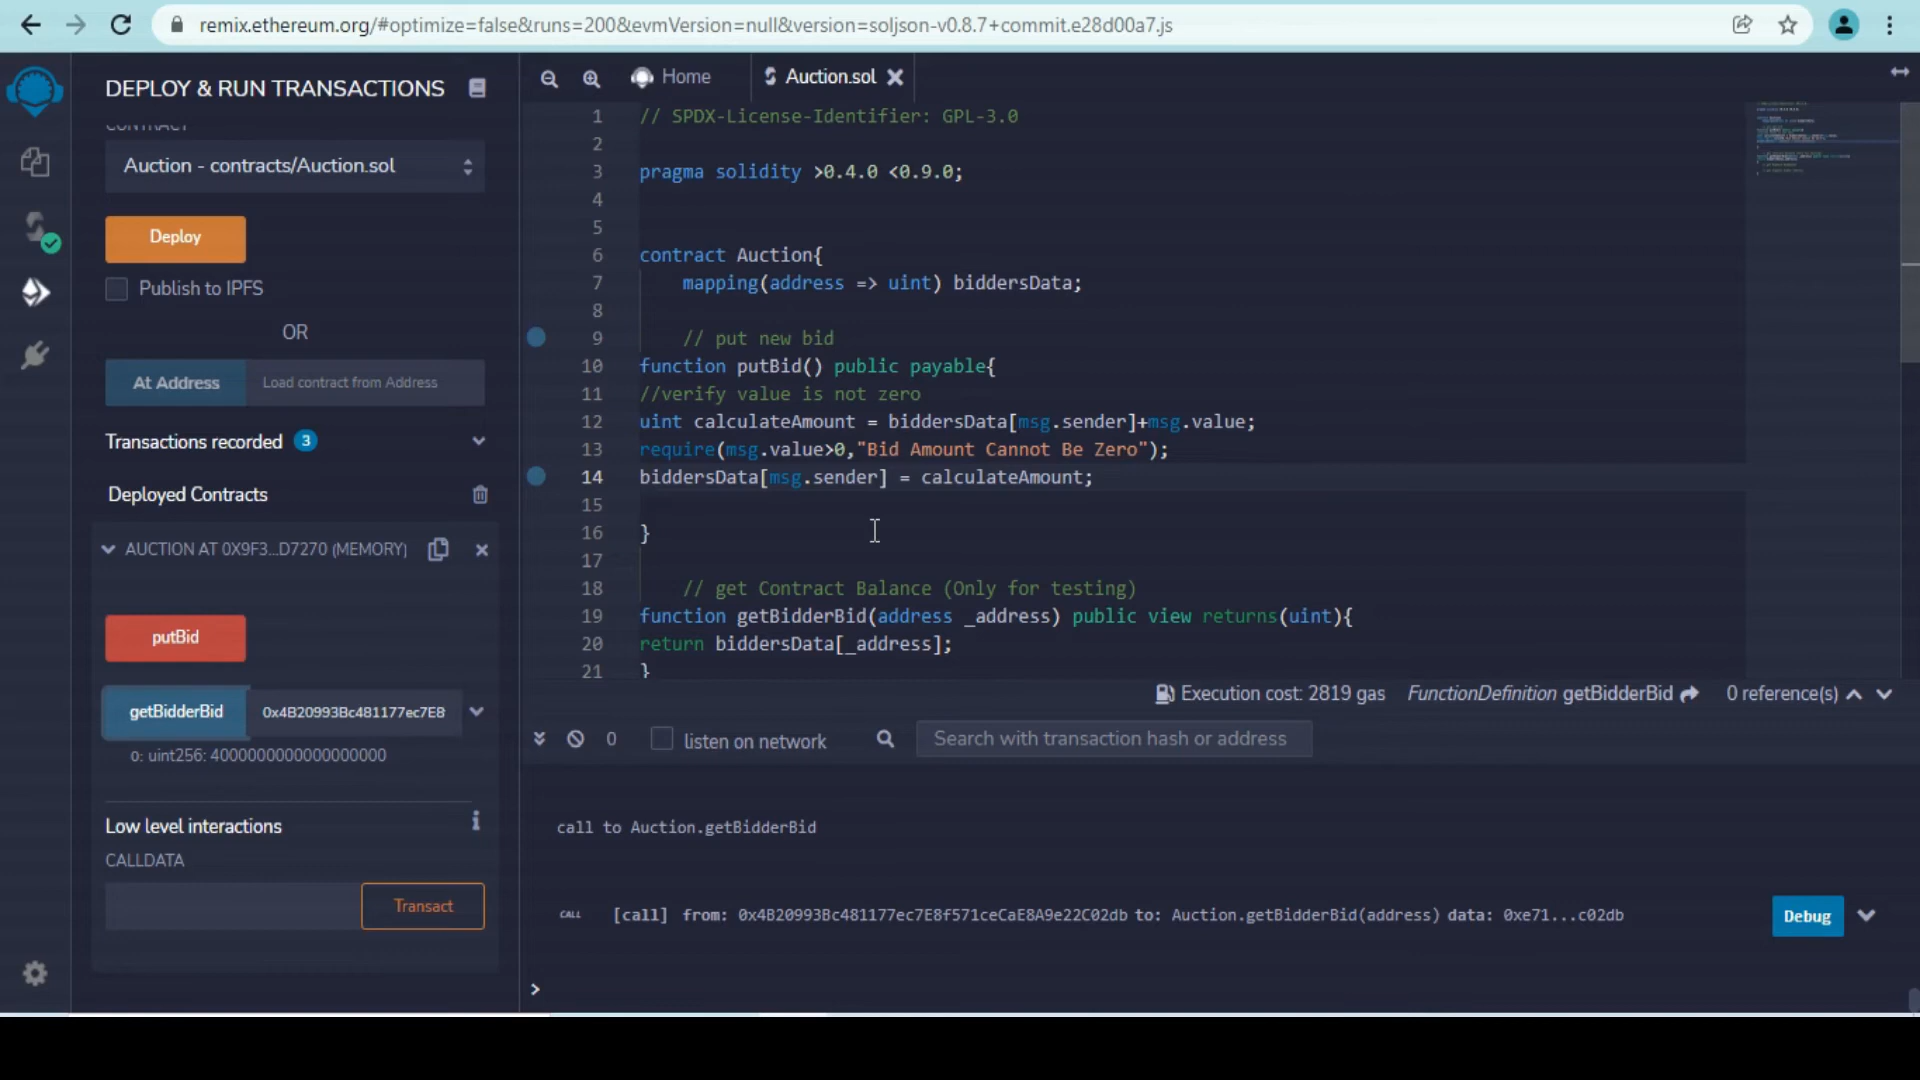 remix.ethereum.org/#optimize=false&runs=200&evmVersion=null&version=soljson-v0.8.7+commit.e28d00a7.js
DEPLOY & RUN TRANSACTIONS
CONTRACT
Auction - contracts/Auction.sol
Deploy
Publish to IPFS
OR
At Address
Load contract from Address
Transactions recorded 3
Deployed Contracts
AUCTION AT 0X9F3...D7270 (MEMORY)
putBid
getBidderBid
0x4B20993Bc481177ec7E8
0: uint256: 4000000000000000000
Low level interactions
i
CALLDATA
Transact
Home
Auction.sol
1 // SPDX-License-Identifier: GPL-3.0
2
3 pragma solidity >0.4.0 <0.9.0;
4
5
6 contract Auction{
7 mapping(address => uint) biddersData;
8
9 // put new bid
10 function putBid() public payable{
11 //verify value is not zero
12 uint calculateAmount = biddersData[msg.sender]+msg.value;
13 require(msg.value>0,"Bid Amount Cannot Be Zero");
14 biddersData[msg.sender] = calculateAmount;
15
16 }
17
18 // get Contract Balance (Only for testing)
19 function getBidderBid(address _address) public view returns(uint){
20 return biddersData[_address];
21 }
Execution cost: 2819 gas FunctionDefinition getBidderBid 0 reference(s)
0 listen on network Search with transaction hash or address
call to Auction.getBidderBid
CALL [call] from: 0x4B20993Bc481177ec7E8f571ceCaE8A9e22C02db to: Auction.getBidderBid(address) data: 0xe71...c02db
Debug
>